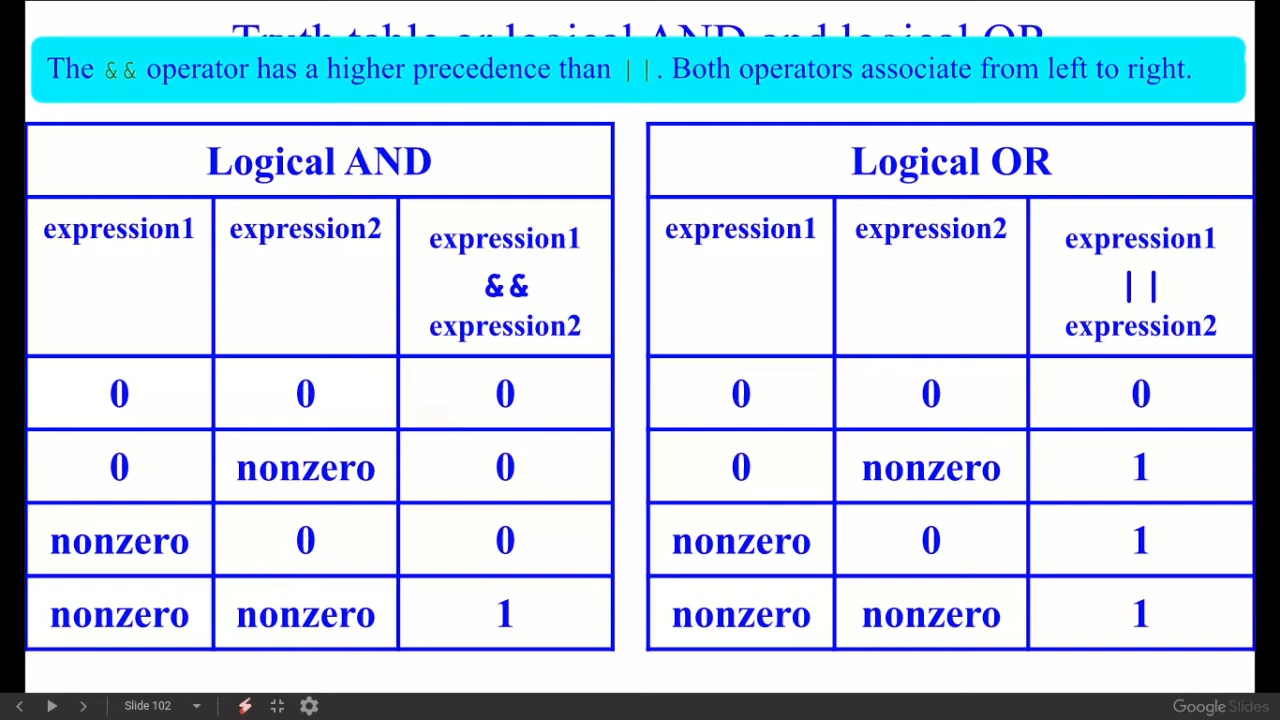 Truth table or logical AND and logical OR
The && operator has a higher precedence than ||. Both operators associate from left to right.
Logical AND
expression1 expression2 expression1 && expression2
0 0 0
0 nonzero 0
nonzero 0 0
nonzero nonzero 1
Logical OR
expression1 expression2 expression1 || expression2
0 0 0
0 nonzero 1
nonzero 0 1
nonzero nonzero 1
Slide 102
Google Slides